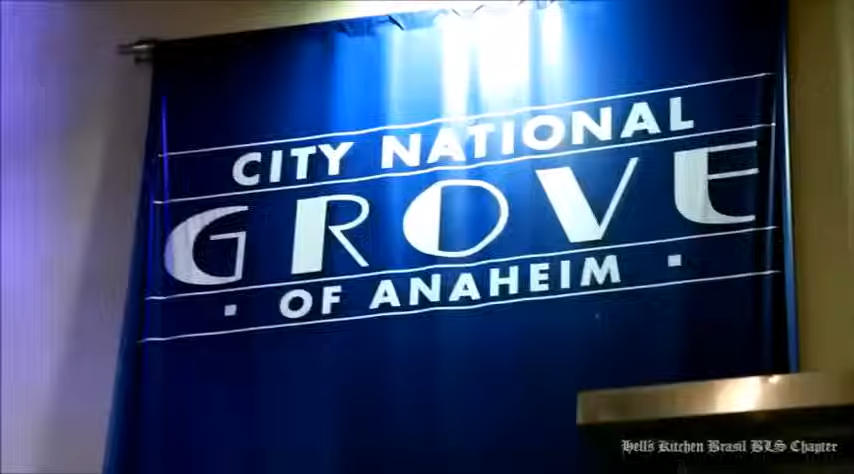 CITY NATIONAL
GROVE
OF ANAHEIM
Hell's Kitchen Brasil BLS Chapter